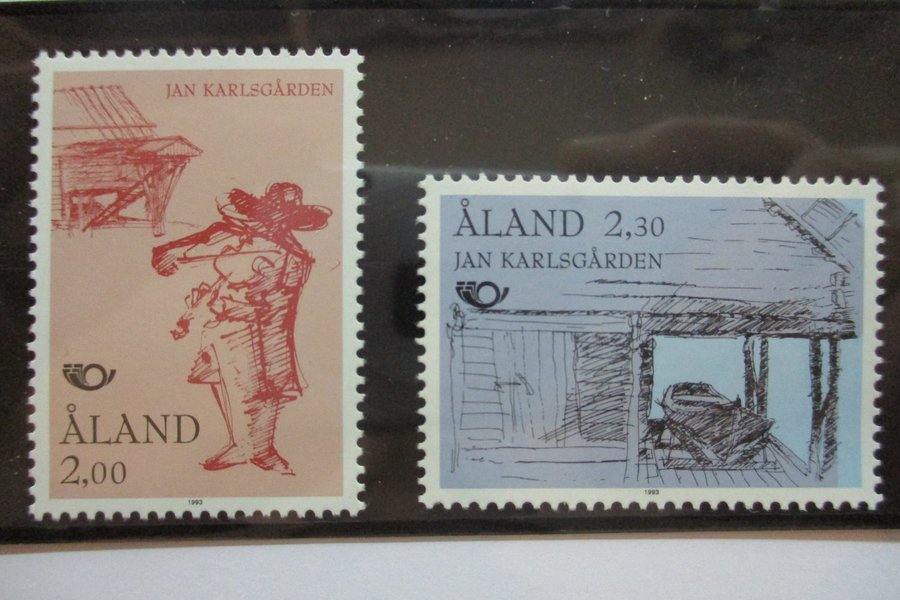 JAN KARLSGÅRDEN
ÅLAND
2,00
1993
ÅLAND 2,30
JAN KARLSGÅRDEN
1993